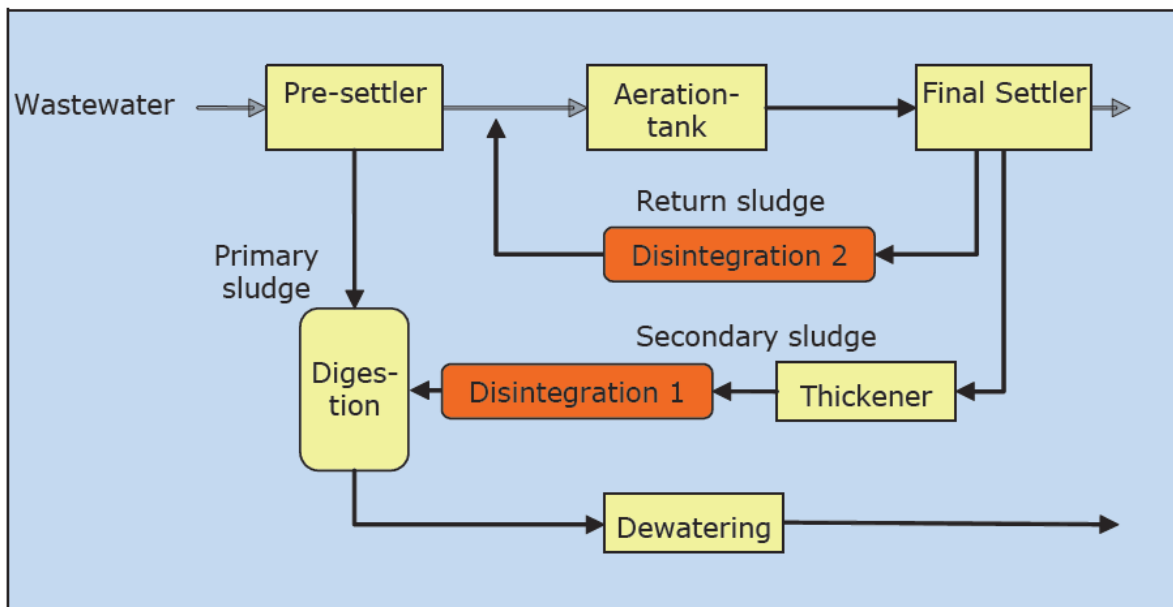 Wastewater
Pre-settler
Aeration-
tank
Final Settler
Return sludge
Disintegration 2
Primary
sludge
Secondary sludge
Diges-
tion
Disintegration 1
Thickener
Dewatering